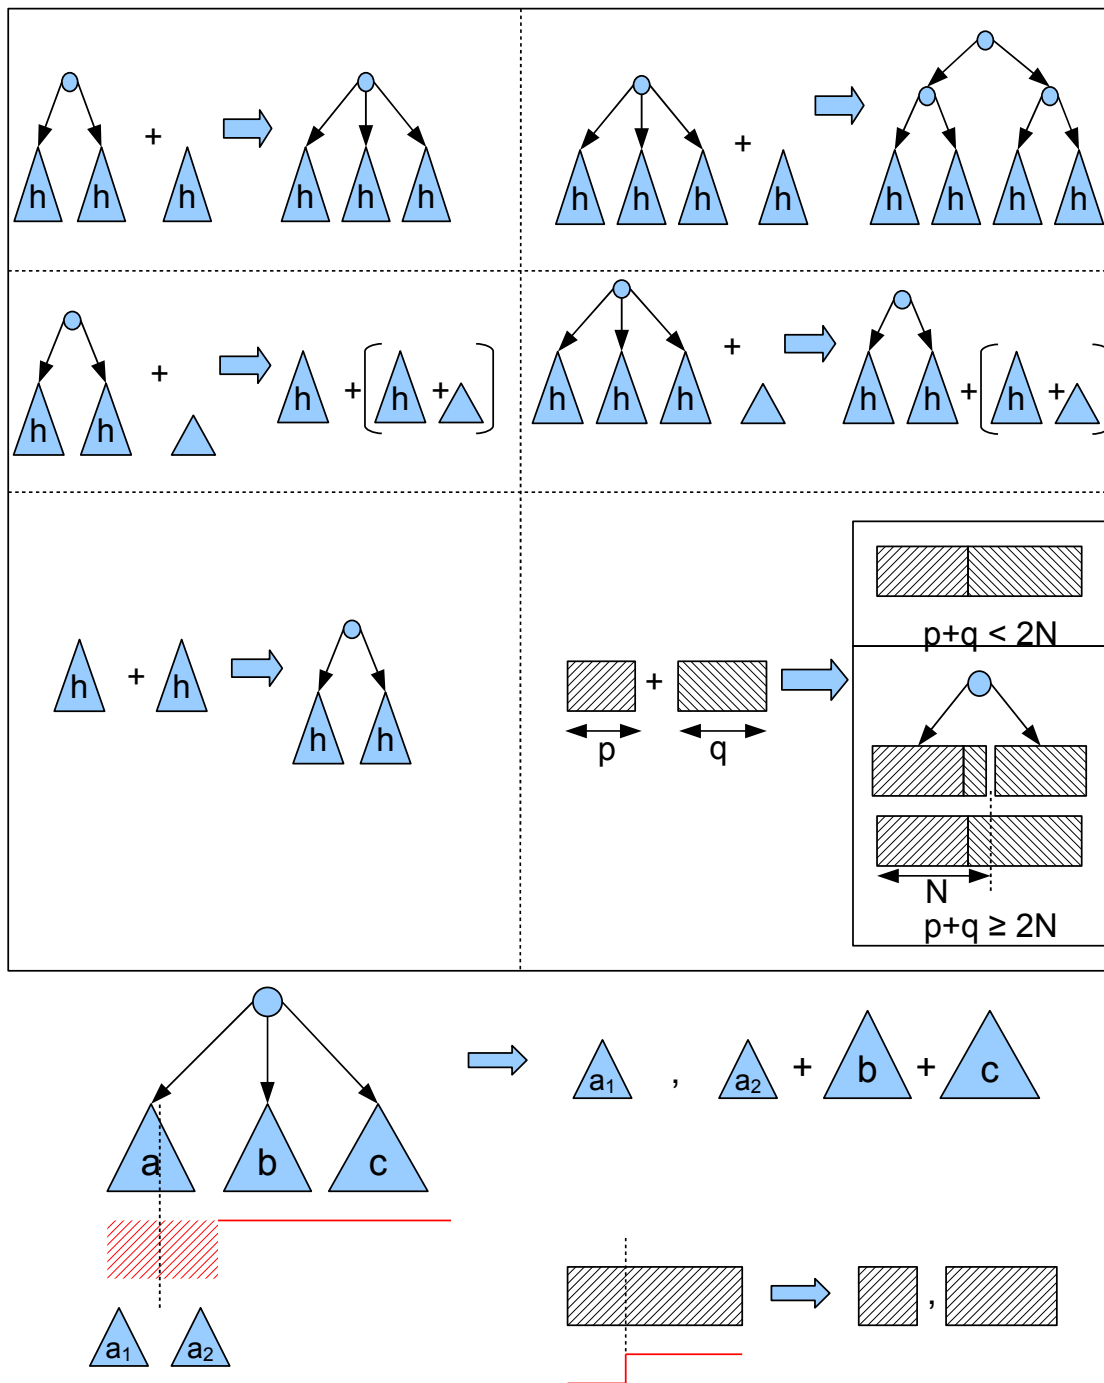 h h + h h h h
h h h + h h h h h
h h + h + ( h + )
h h h + h h + ( h + )
h + h h h
p + q
p+q < 2N
N
p+q ≥ 2N
a b c a₁ , a₂ + b + c
a₁ a₂
,